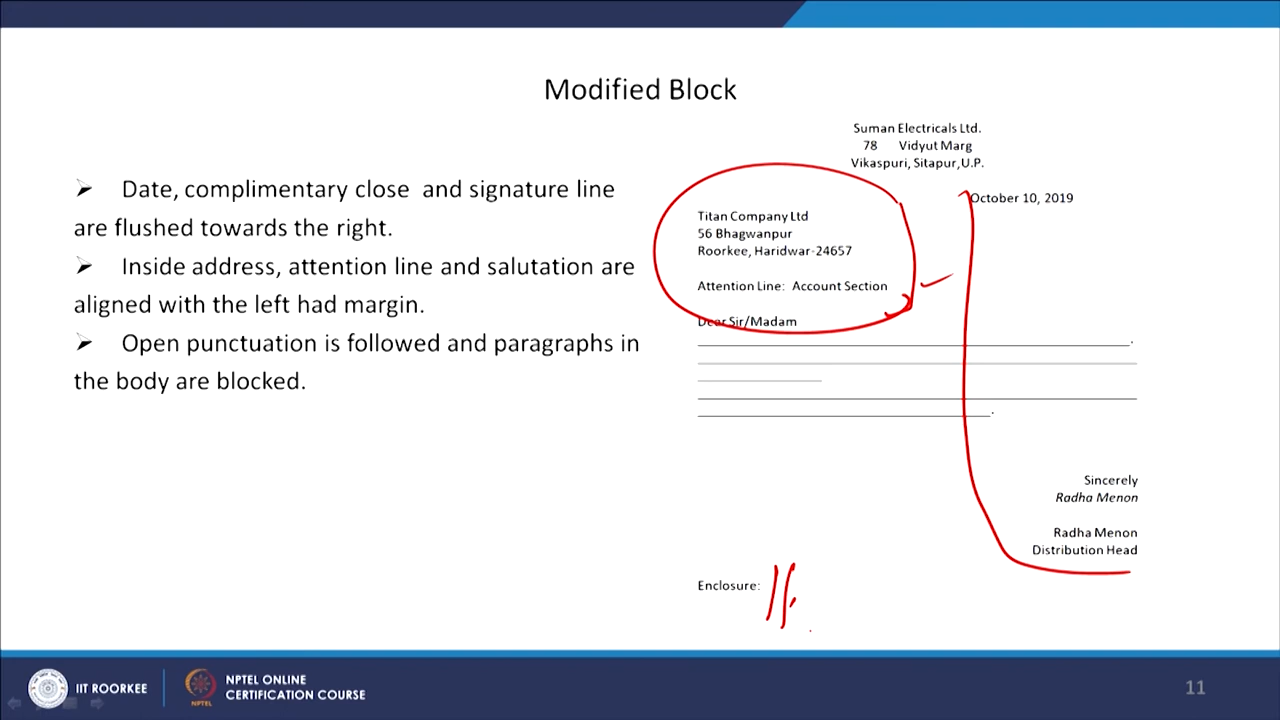 Modified Block
➢ Date, complimentary close and signature line
are flushed towards the right.
➢ Inside address, attention line and salutation are
aligned with the left had margin.
➢ Open punctuation is followed and paragraphs in
the body are blocked.
Suman Electricals Ltd.
78 Vidyut Marg
Vikaspuri, Sitapur,U.P.
October 10, 2019
Titan Company Ltd
56 Bhagwanpur
Roorkee, Haridwar-24657
Attention Line: Account Section
Dear Sir/Madam
Sincerely
Radha Menon
Radha Menon
Distribution Head
Enclosure:
IIT ROORKEE
NPTEL
NPTEL ONLINE
CERTIFICATION COURSE
11